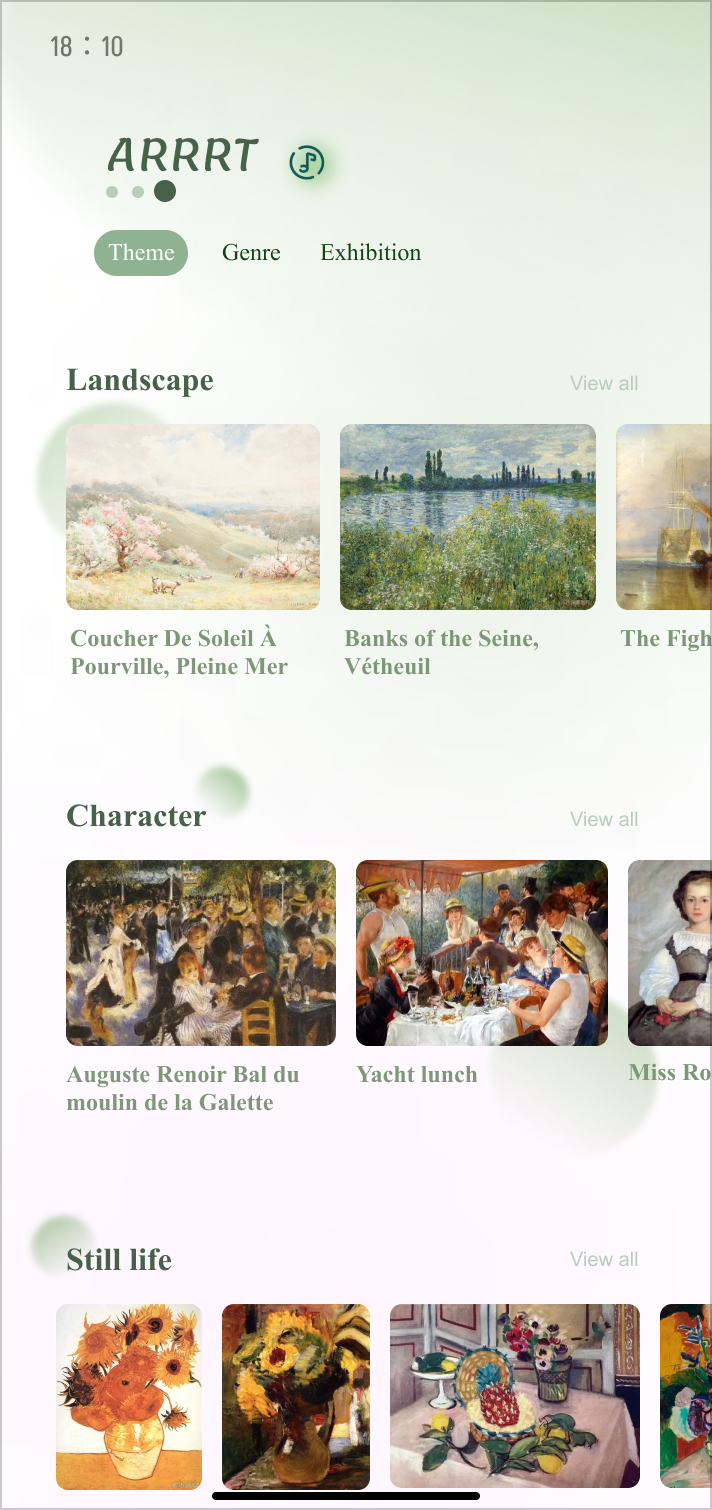 18 : 10
ARRRT
Theme Genre Exhibition
Landscape View all
Coucher De Soleil À
Pourville, Pleine Mer
Banks of the Seine,
Vétheuil
The Figh
Character View all
Auguste Renoir Bal du
moulin de la Galette
Yacht lunch
Miss Ro
Still life View all